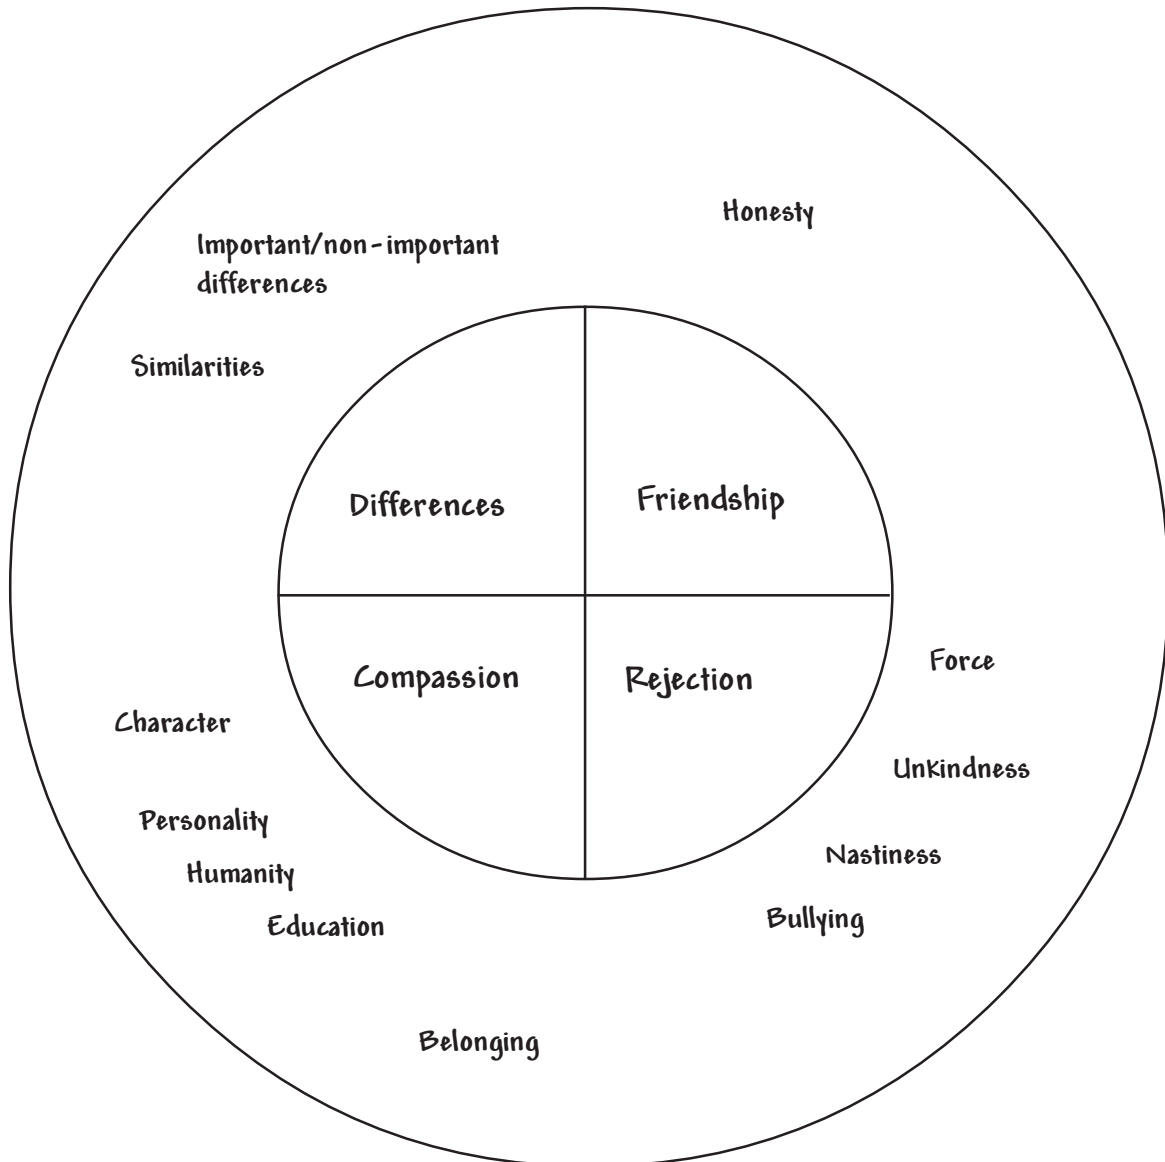 Honesty
Important/non-important
differences
Similarities
Differences
Friendship
Compassion
Rejection
Force
Character
Unkindness
Personality
Nastiness
Humanity
Bullying
Education
Belonging